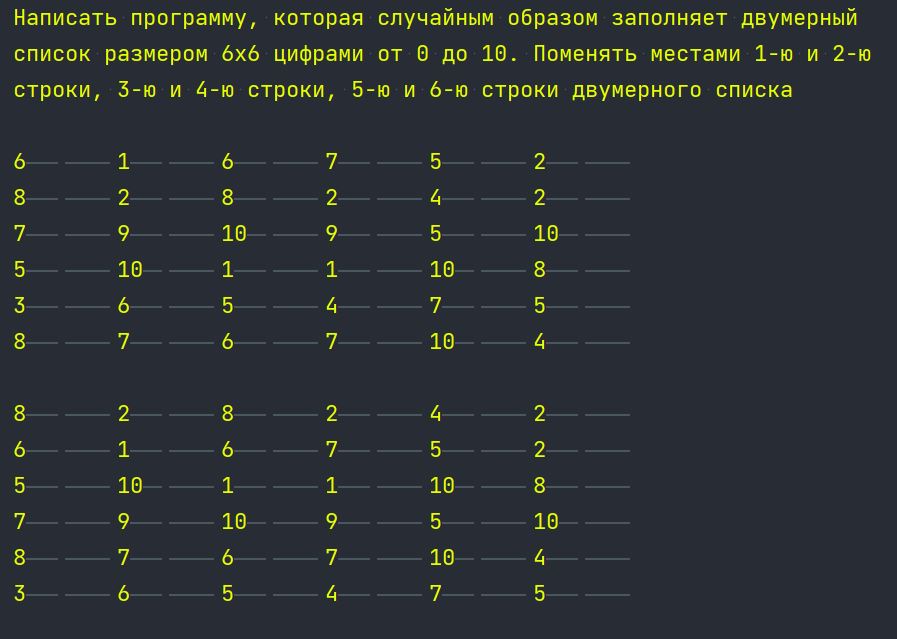 Написать программу, которая случайным образом заполняет двумерный
список размером 6х6 цифрами от 0 до 10. Поменять местами 1-ю и 2-ю
строки, 3-ю и 4-ю строки, 5-ю и 6-ю строки двумерного списка
6 1 6 7 5 2
8 2 8 2 4 2
7 9 10 9 5 10
5 10 1 1 10 8
3 6 5 4 7 5
8 7 6 7 10 4
8 2 8 2 4 2
6 1 6 7 5 2
5 10 1 1 10 8
7 9 10 9 5 10
8 7 6 7 10 4
3 6 5 4 7 5